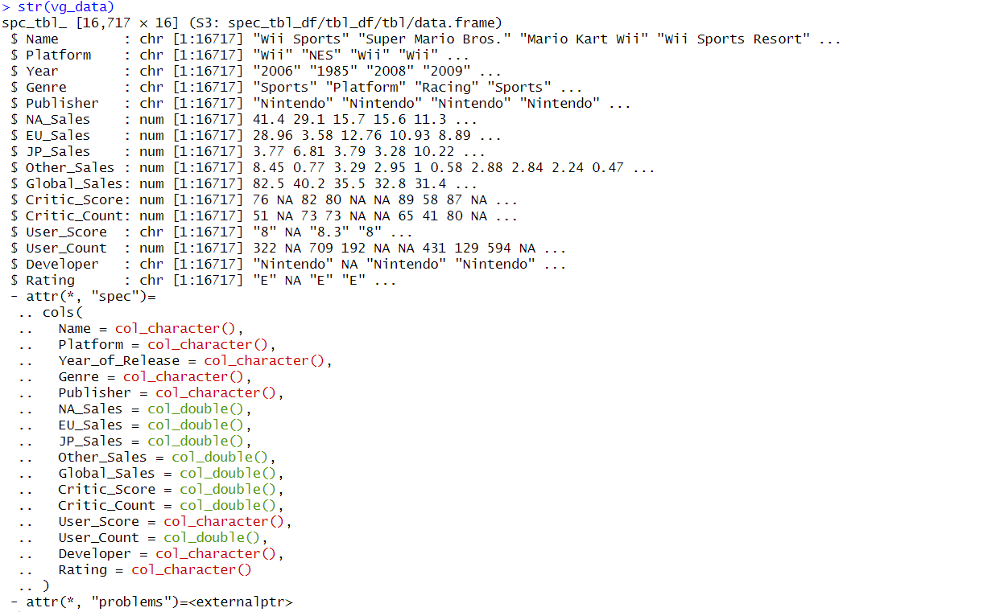 > str(vg_data)
spc_tbl_ [16,717 × 16] (S3: spec_tbl_df/tbl_df/tbl/data.frame)
 $ Name        : chr [1:16717] "Wii Sports" "Super Mario Bros." "Mario Kart Wii" "Wii Sports Resort" ...
 $ Platform    : chr [1:16717] "Wii" "NES" "Wii" "Wii" ...
 $ Year        : chr [1:16717] "2006" "1985" "2008" "2009" ...
 $ Genre       : chr [1:16717] "Sports" "Platform" "Racing" "Sports" ...
 $ Publisher   : chr [1:16717] "Nintendo" "Nintendo" "Nintendo" "Nintendo" ...
 $ NA_Sales    : num [1:16717] 41.4 29.1 15.7 15.6 11.3 ...
 $ EU_Sales    : num [1:16717] 28.96 3.58 12.76 10.93 8.89 ...
 $ JP_Sales    : num [1:16717] 3.77 6.81 3.79 3.28 10.22 ...
 $ Other_Sales : num [1:16717] 8.45 0.77 3.29 2.95 1 0.58 2.88 2.84 2.24 0.47 ...
 $ Global_Sales: num [1:16717] 82.5 40.2 35.5 32.8 31.4 ...
 $ Critic_Score: num [1:16717] 76 NA 82 80 NA NA 89 58 87 NA ...
 $ Critic_Count: num [1:16717] 51 NA 73 73 NA NA 65 41 80 NA ...
 $ User_Score  : chr [1:16717] "8" NA "8.3" "8" ...
 $ User_Count  : num [1:16717] 322 NA 709 192 NA NA 431 129 594 NA ...
 $ Developer   : chr [1:16717] "Nintendo" NA "Nintendo" "Nintendo" ...
 $ Rating      : chr [1:16717] "E" NA "E" "E" ...
 - attr(*, "spec")=
  .. cols(
  ..   Name = col_character(),
  ..   Platform = col_character(),
  ..   Year_of_Release = col_character(),
  ..   Genre = col_character(),
  ..   Publisher = col_character(),
  ..   NA_Sales = col_double(),
  ..   EU_Sales = col_double(),
  ..   JP_Sales = col_double(),
  ..   Other_Sales = col_double(),
  ..   Global_Sales = col_double(),
  ..   Critic_Score = col_double(),
  ..   Critic_Count = col_double(),
  ..   User_Score = col_character(),
  ..   User_Count = col_double(),
  ..   Developer = col_character(),
  ..   Rating = col_character()
  .. )
 - attr(*, "problems")=<externalptr>